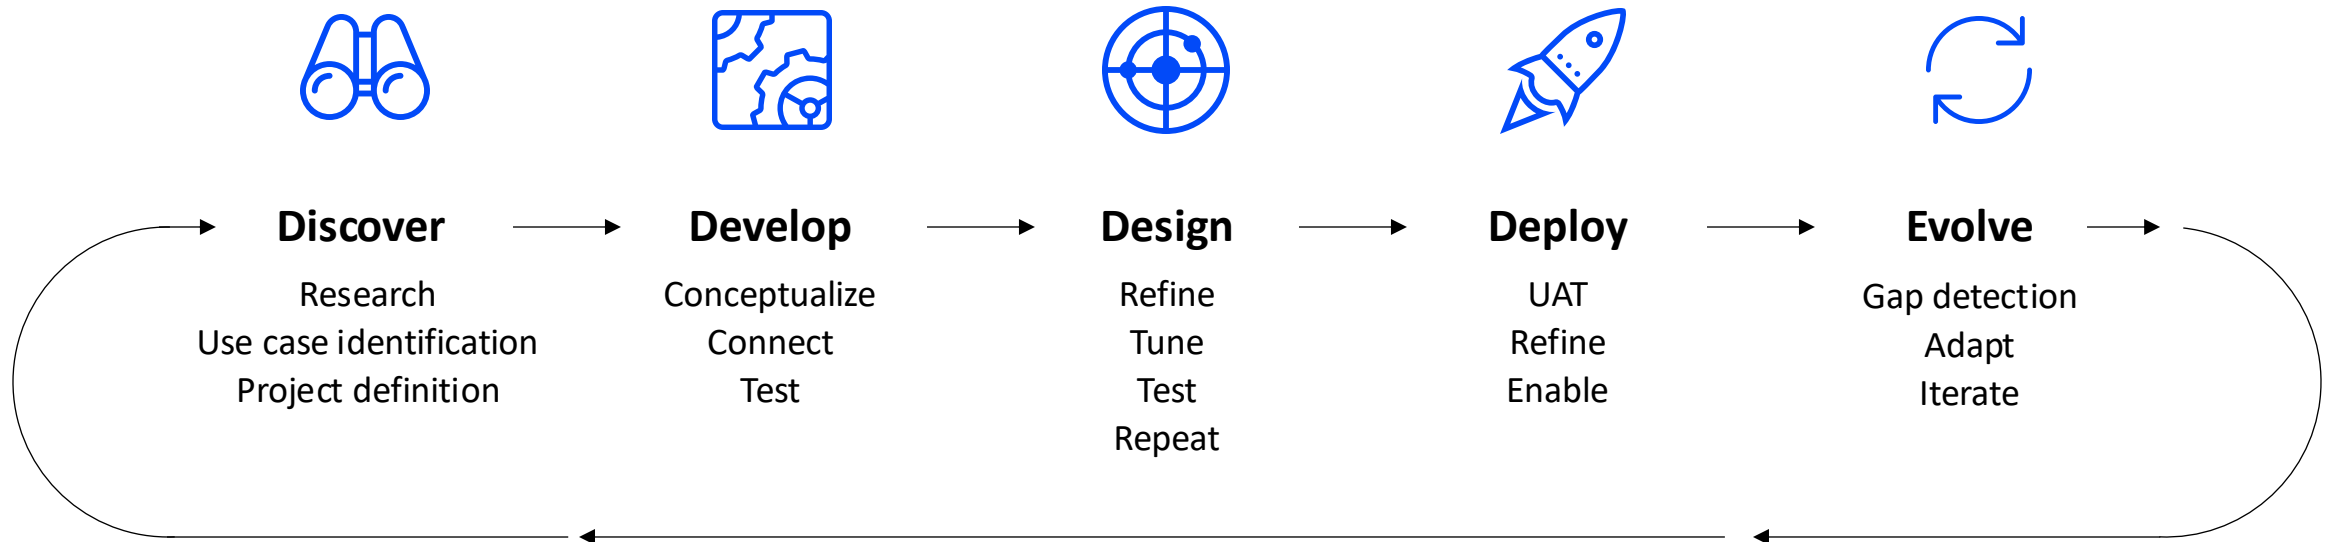 Discover
Research
Use case identification
Project definition
Develop
Conceptualize
Connect
Test
Design
Refine
Tune
Test
Repeat
Deploy
UAT
Refine
Enable
Evolve
Gap detection
Adapt
Iterate